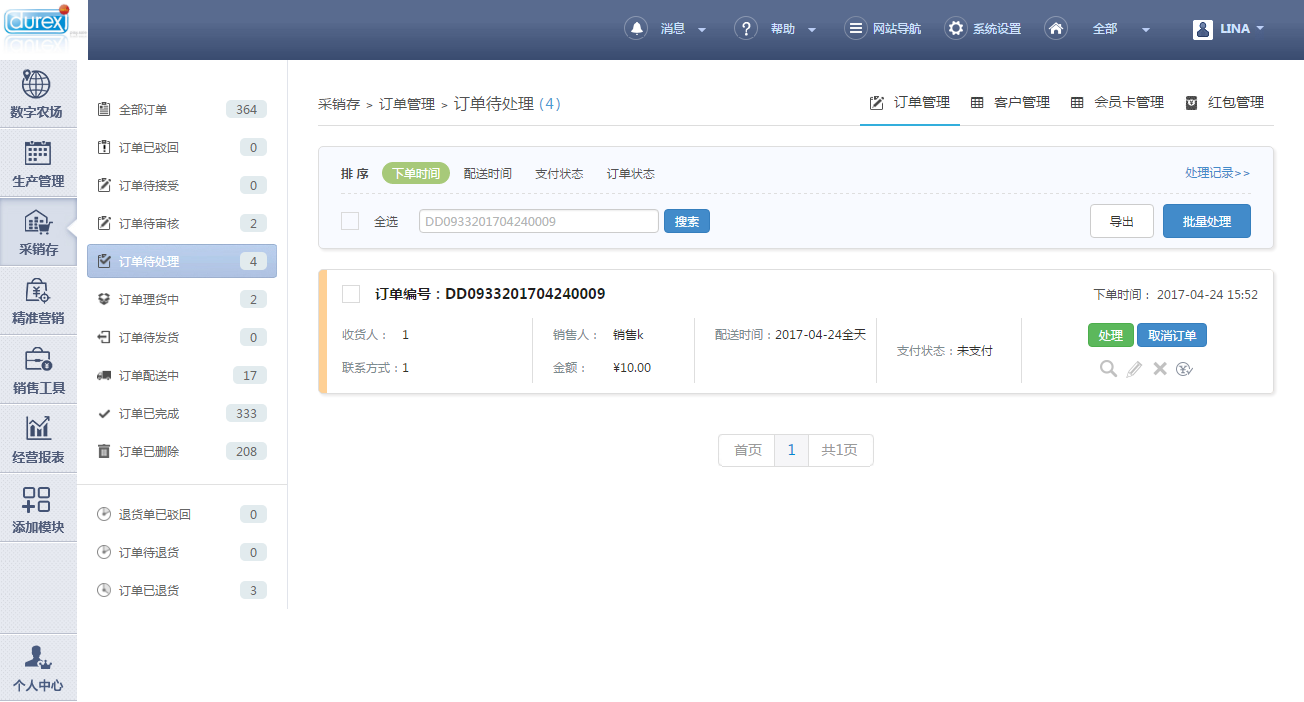 durex
消息
帮助
网站导航
系统设置
全部
LINA
数字农场
生产管理
采销存
精准营销
销售工具
经营报表
添加模块
个人中心
全部订单 364
订单已驳回 0
订单待接受 0
订单待审核 2
订单待处理 4
订单理货中 2
订单待发货 0
订单配送中 17
订单已完成 333
订单已删除 208
退货单已驳回 0
订单待退货 0
订单已退货 3
采销存 > 订单管理 > 订单待处理 (4)
订单管理
客户管理
会员卡管理
红包管理
排 序 下单时间 配送时间 支付状态 订单状态 处理记录>>
全选 DD0933201704240009 搜索 导出 批量处理
订单编号：DD0933201704240009 下单时间： 2017-04-24 15:52
收货人： 1 销售人： 销售k 配送时间：2017-04-24全天 处理 取消订单
支付状态：未支付
联系方式：1 金额： ¥10.00
首页 1 共1页